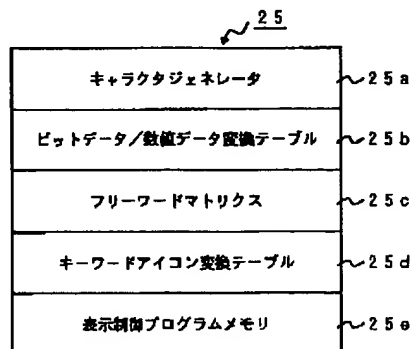 25
キャラクタジェネレータ 25a
ビットデータ/数値データ変換テーブル 25b
フリーワードマトリクス 25c
キーワードアイコン変換テーブル 25d
表示制御プログラムメモリ 25e